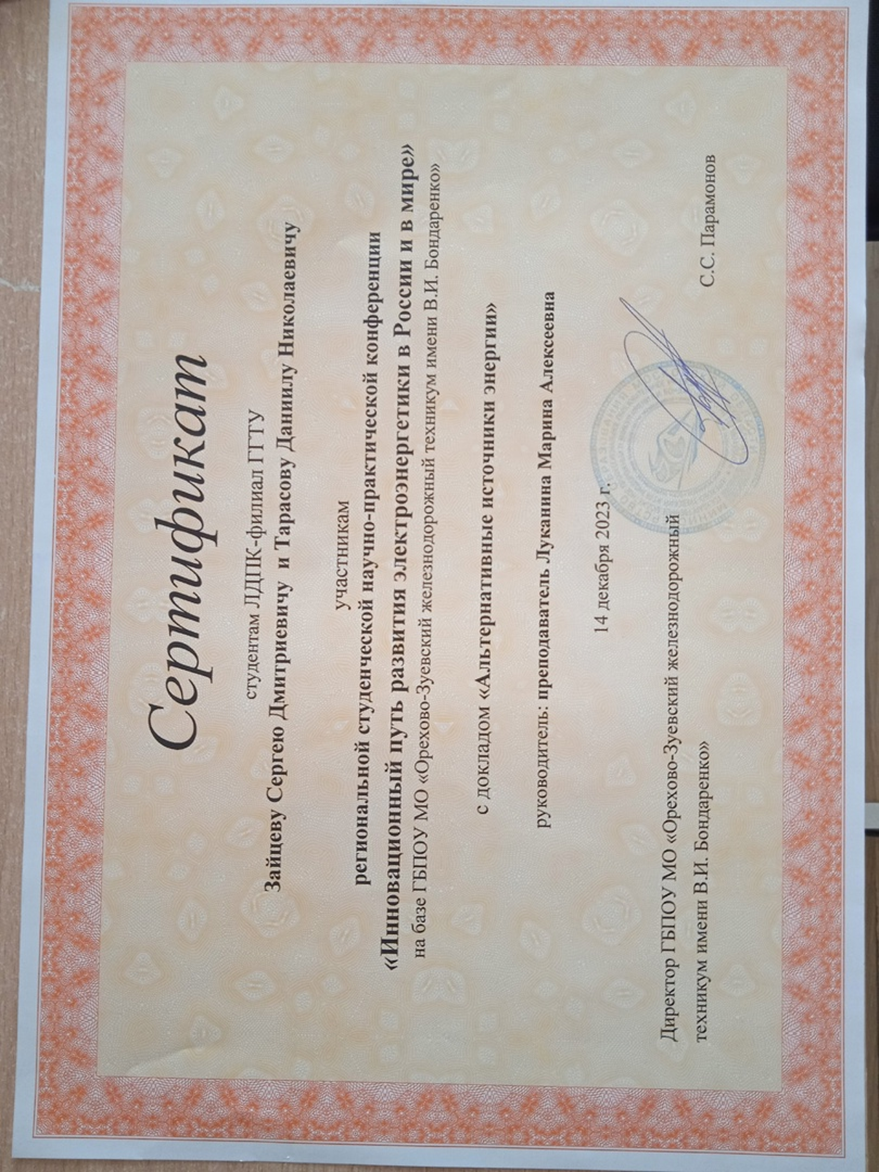 Сертификат
студентам ЛДПК-филиал ГГТУ
Зайцеву Сергею Дмитриевичу и Тарасову Даниилу Николаевичу
участникам
региональной студенческой научно-практической конференции
«Инновационный путь развития электроэнергетики в России и в мире»
на базе ГБПОУ МО «Орехово-Зуевский железнодорожный техникум имени В.И. Бондаренко»
с докладом «Альтернативные источники энергии»
руководитель: преподаватель Луканина Марина Алексеевна
14 декабря 2023 г.
Директор ГБПОУ МО «Орехово-Зуевский железнодорожный
техникум имени В.И. Бондаренко»
С.С. Парамонов